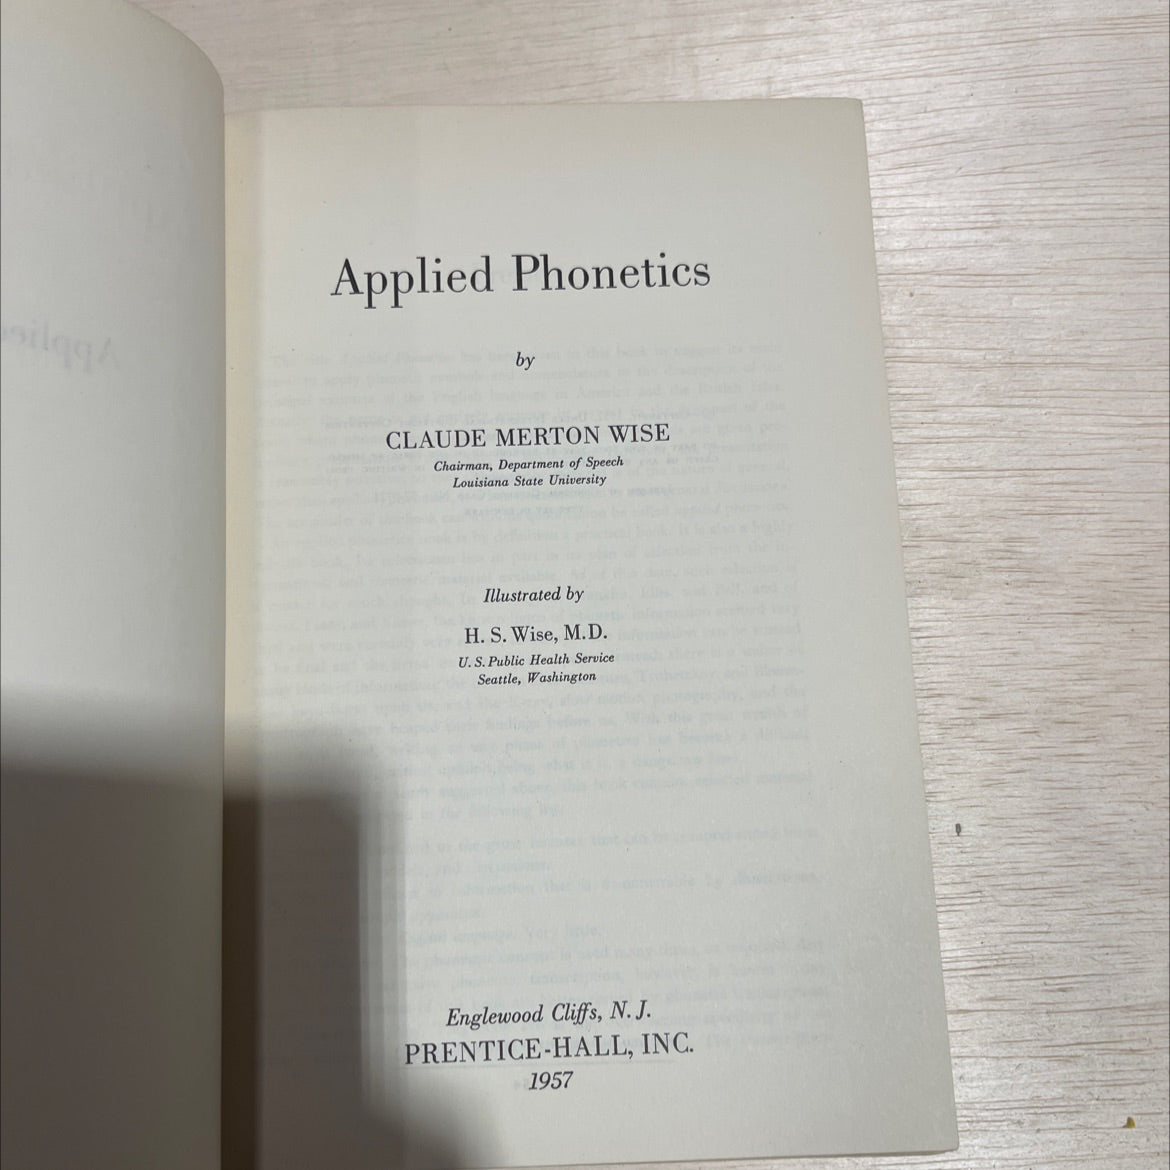 Applied Phonetics
by
CLAUDE MERTON WISE
Chairman, Department of Speech
Louisiana State University
Illustrated by
H. S. Wise, M.D.
U. S. Public Health Service
Seattle, Washington
Englewood Cliffs, N. J.
PRENTICE-HALL, INC.
1957